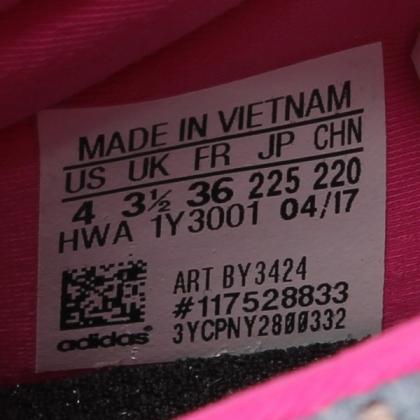 MADE IN VIETNAM
US UK FR JP CHN
4 3½ 36 225 220
HWA 1Y3001 04/17
ART BY3424
#117528833
adidas® 3YCPNY2800332